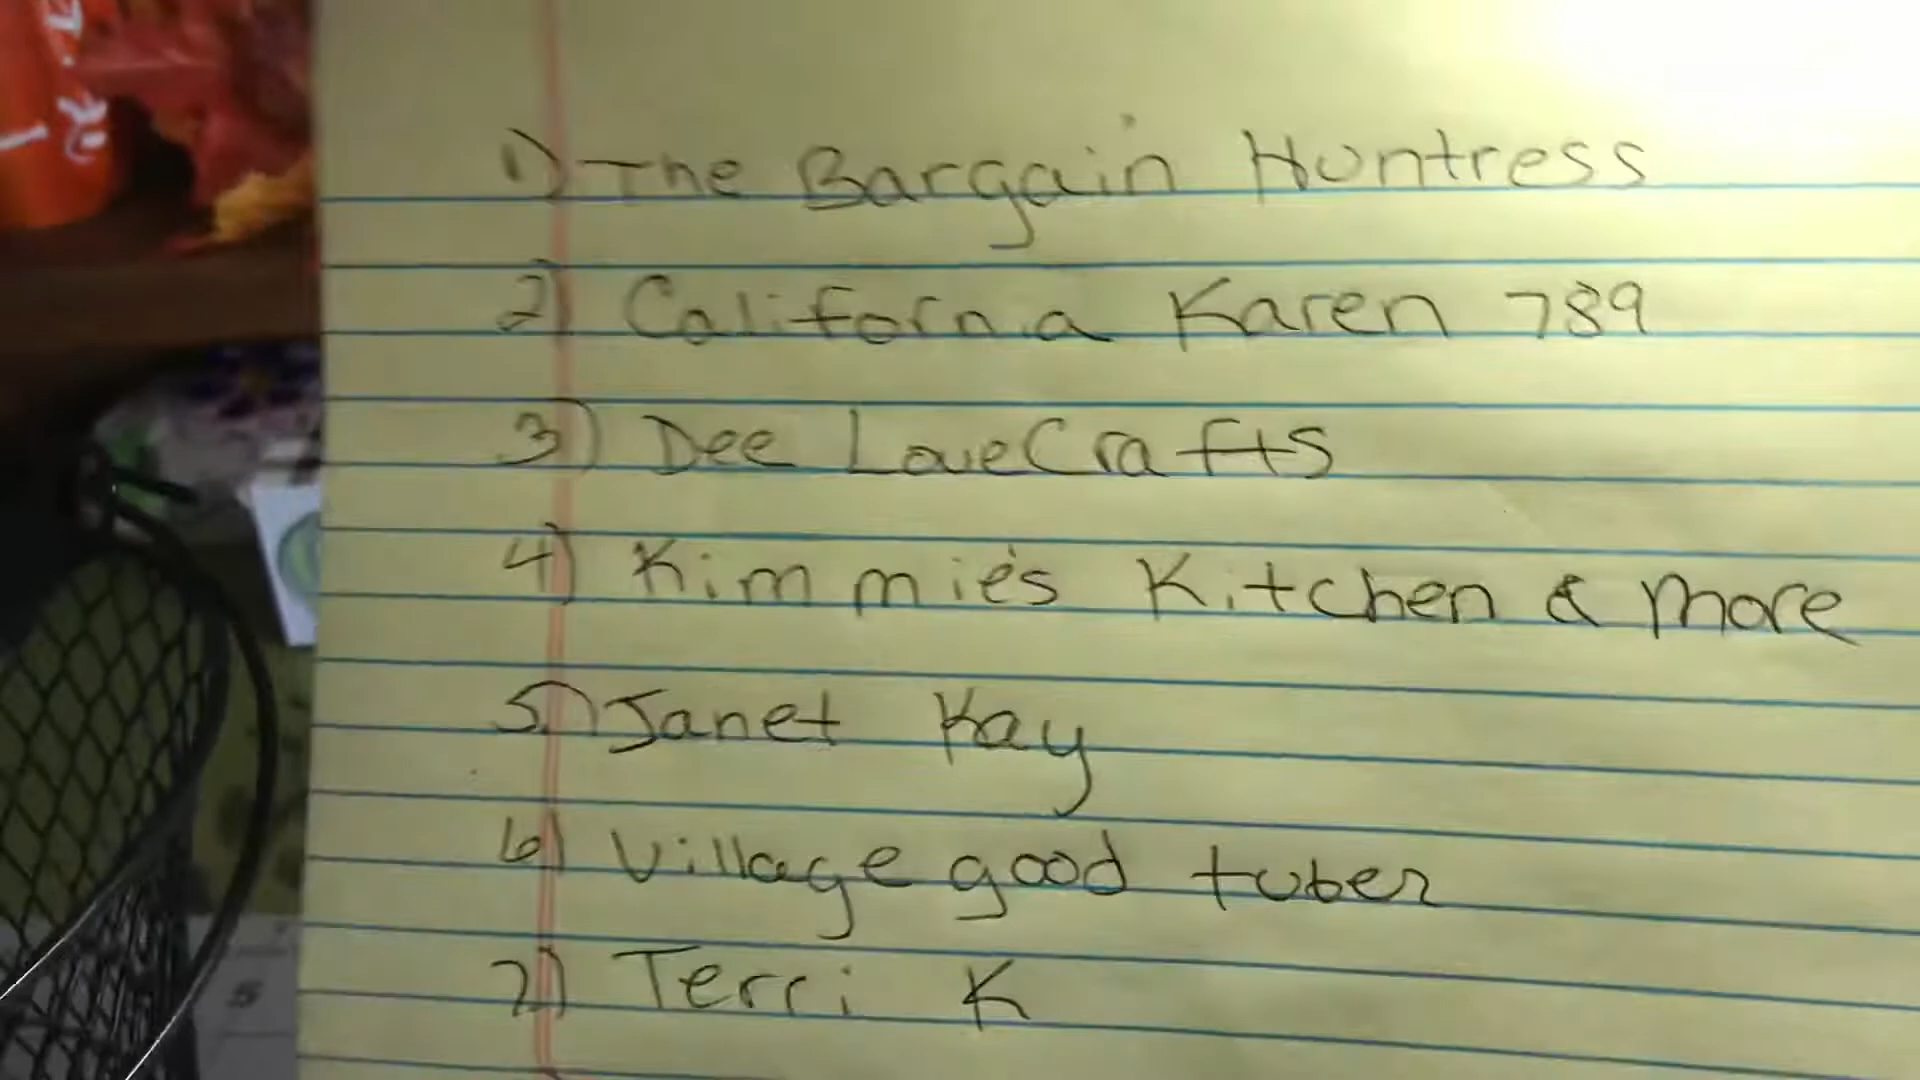 1) The Bargain Huntress
2) California Karen 789
3) Dee LoveCrafts
4) Kimmie's Kitchen & More
5.) Janet Kay
6) Village good tuber
7) Terri K
5